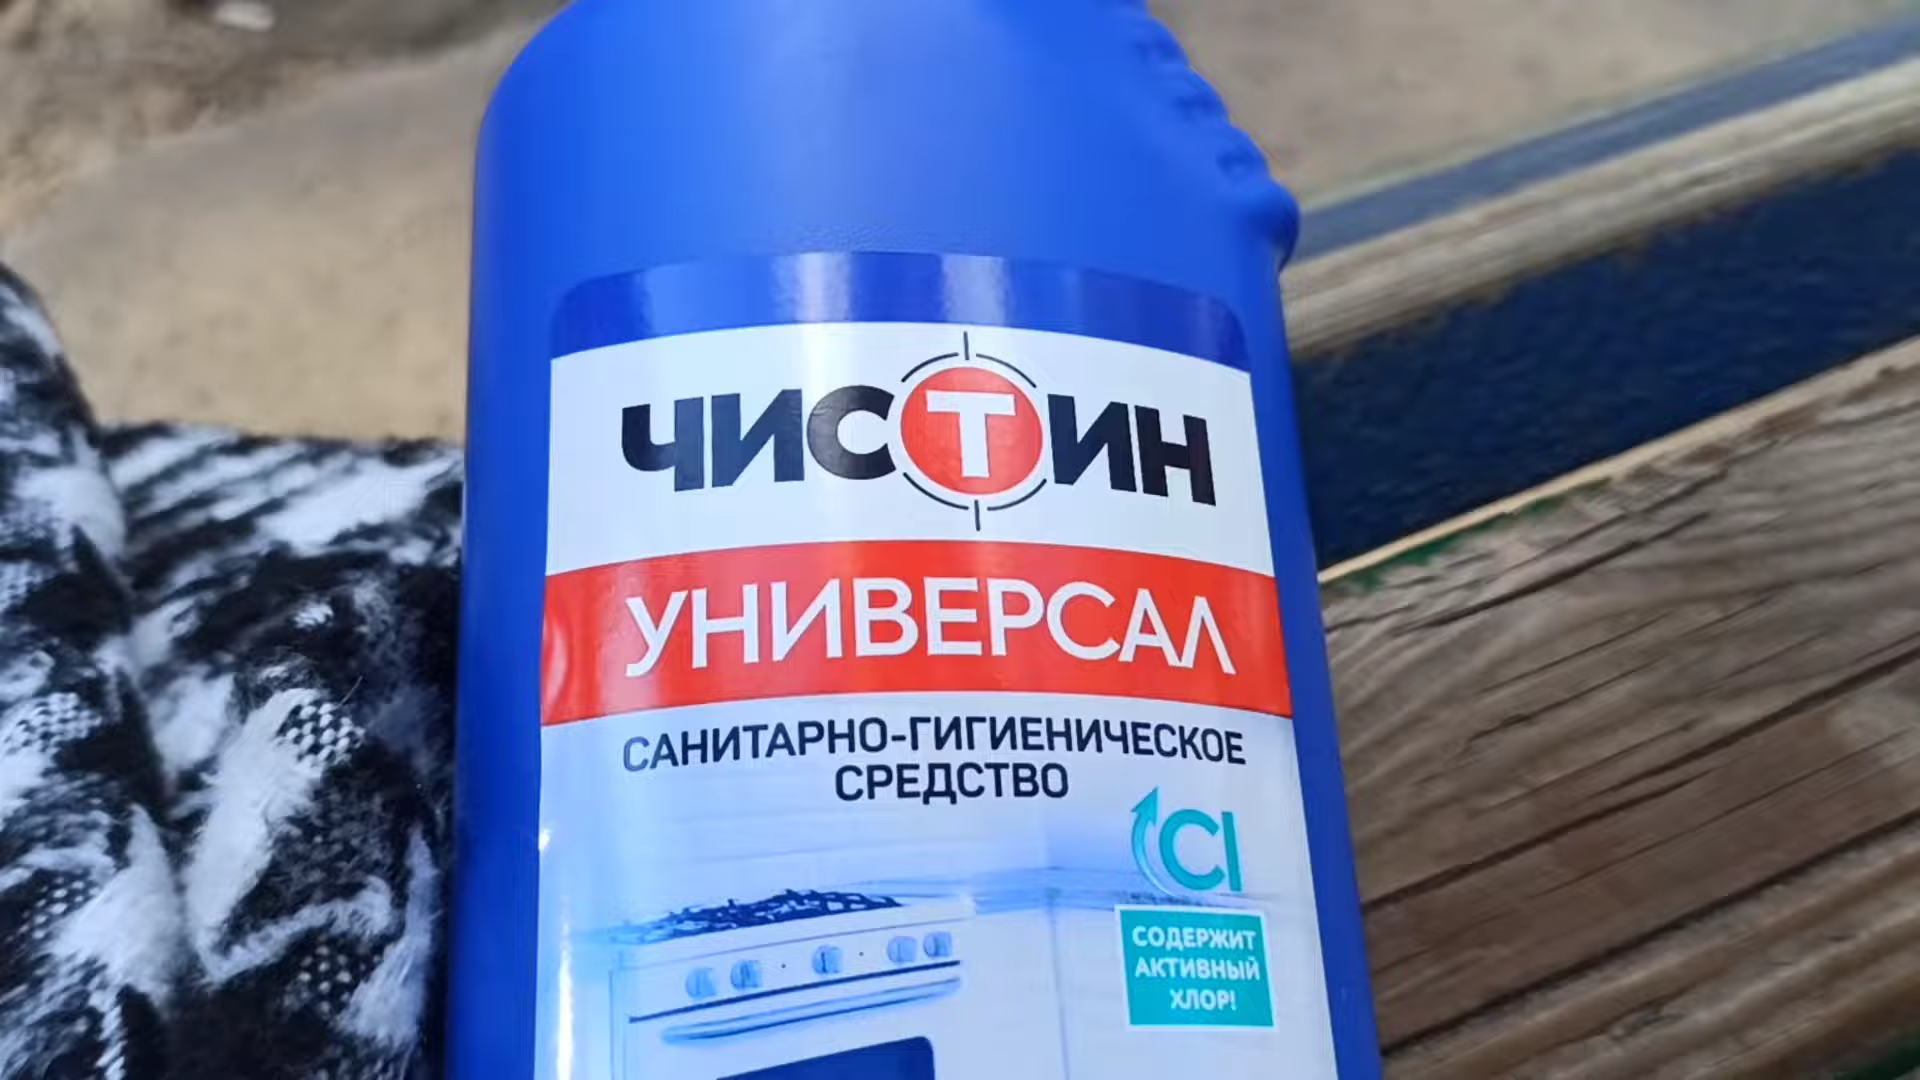 ЧИСТИН
УНИВЕРСАЛ
САНИТАРНО-ГИГИЕНИЧЕСКОЕ
СРЕДСТВО
Cl
СОДЕРЖИТ
АКТИВНЫЙ
ХЛОР!